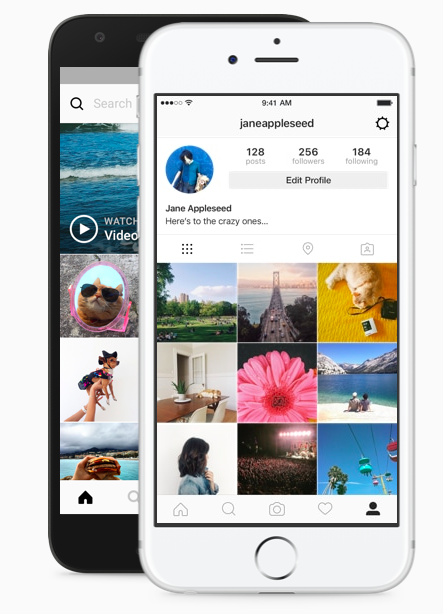 Search
WATCH
Video
9:41 AM
janeappleseed
128 256 184
posts followers following
Edit Profile
Jane Appleseed
Here's to the crazy ones...